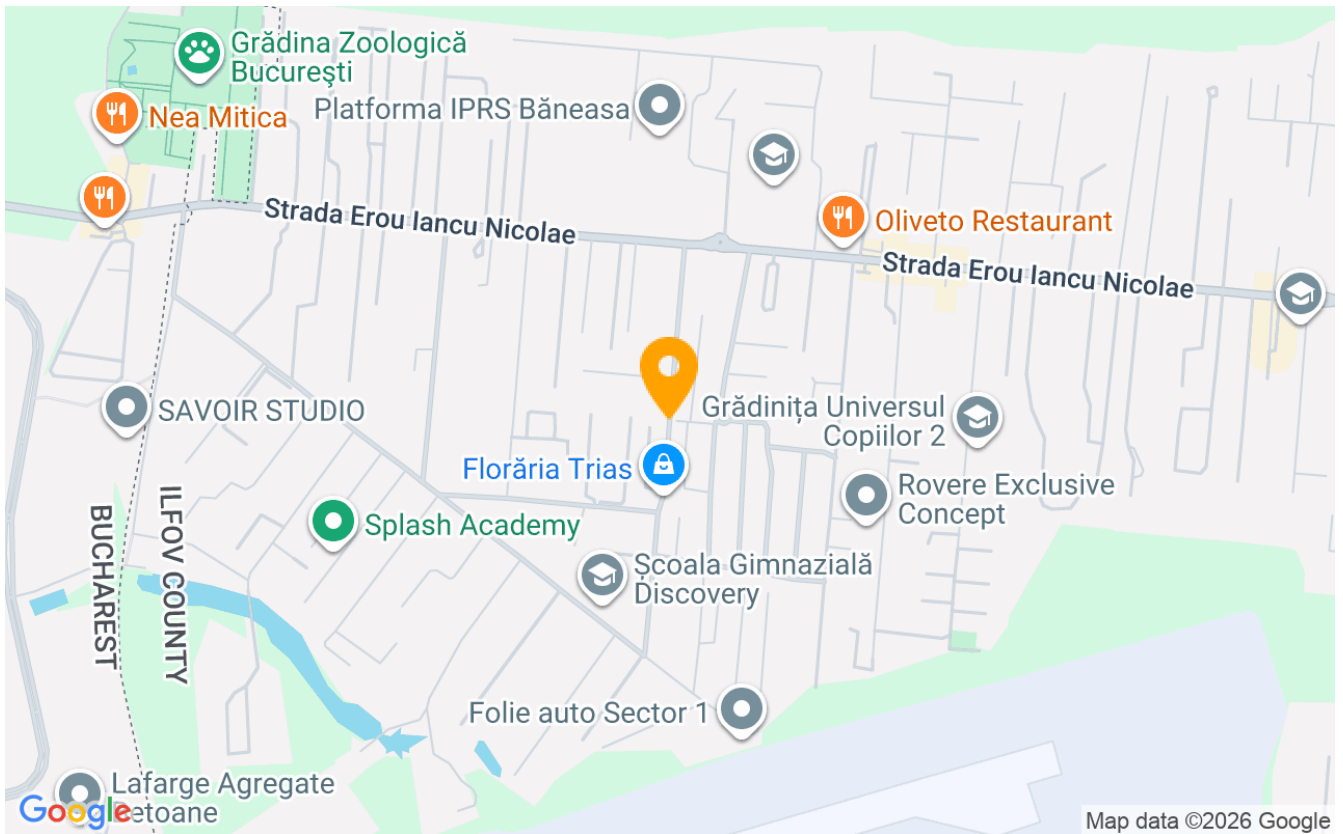 Grădina Zoologică
Bucureşti
Nea Mitica
Platforma IPRS Băneasa
Strada Erou Iancu Nicolae
Oliveto Restaurant
Strada Erou Iancu Nicolae
SAVOIR STUDIO
Grădinița Universul
Copiilor 2
Florăria Trias
Rovere Exclusive
Concept
ILFOV COUNTY
BUCHAREST
Splash Academy
Școala Gimnazială
Discovery
Folie auto Sector 1
Lafarge Agregate
Betoane
Google
Map data ©2026 Google